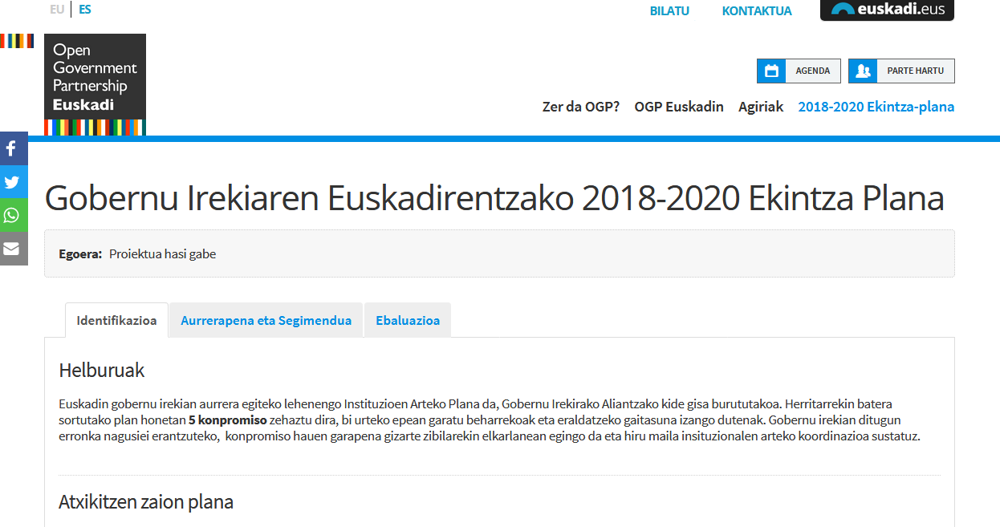 EU ES
BILATU KONTAKTUA euskadi.eus
Open
Government
Partnership
Euskadi
AGENDA PARTE HARTU
Zer da OGP? OGP Euskadin Agiriak 2018-2020 Ekintza-plana
Gobernu Irekiaren Euskadirentzako 2018-2020 Ekintza Plana
Egoera: Proiektua hasi gabe
Identifikazioa Aurrerapena eta Segimendua Ebaluazioa
Helburuak
Euskadin gobernu irekian aurrera egiteko lehenengo Instituzioen Arteko Plana da, Gobernu Irekirako Aliantzako kide gisa burututakoa. Herritarrekin batera
sortutako plan honetan 5 konpromiso zehaztu dira, bi urteko epean garatu beharrekoak eta eraldatzeko gaitasuna izango dutenak. Gobernu irekian ditugun
erronka nagusiei erantzuteko, konpromiso hauen garapena gizarte zibilarekin elkarlanean egingo da eta hiru maila insituzionalen arteko koordinazioa sustatuz.
Atxikitzen zaion plana